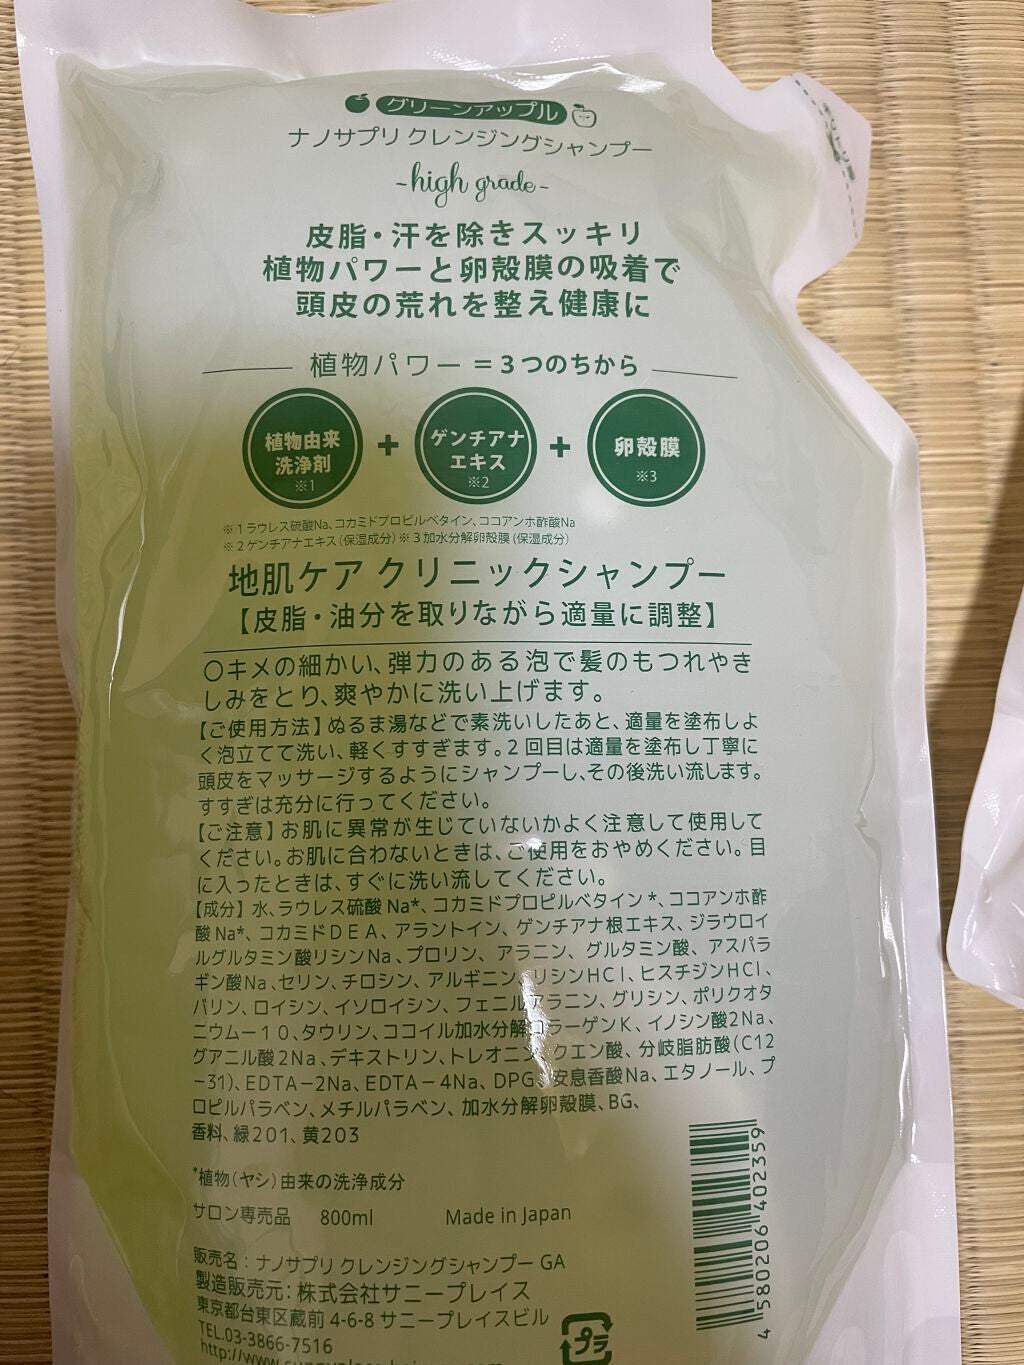 グリーンアップル
ナノサプリ クレンジングシャンプー
-high grade-
皮脂・汗を除きスッキリ
植物パワーと卵殻膜の吸着で
頭皮の荒れを整え健康に
植物パワー＝3つのちから
植物由来
洗浄剤
※1
+
ゲンチアナ
エキス
※2
+
卵殻膜
※3
※1ラウレス硫酸Na、コカミドプロピルベタイン、ココアンホ酢酸Na
※2ゲンチアナエキス(保湿成分)※3加水分解卵殻膜(保湿成分)
地肌ケア クリニックシャンプー
【皮脂・油分を取りながら適量に調整】
〇キメの細かい、弾力のある泡で髪のもつれやき
しみをとり、爽やかに洗い上げます。
【ご使用方法】ぬるま湯などで素洗いしたあと、適量を塗布しよ
く泡立てて洗い、軽くすすぎます。2回目は適量を塗布し丁寧に
頭皮をマッサージするようにシャンプーし、その後洗い流します。
すすぎは充分に行ってください。
【ご注意】お肌に異常が生じていないかよく注意して使用して
ください。お肌に合わないときは、ご使用をおやめください。目
に入ったときは、すぐに洗い流してください。
【成分】水、ラウレス硫酸Na*、コカミドプロピルベタイン*、ココアンホ酢
酸Na*、コカミドDEA、アラントイン、ゲンチアナ根エキス、ジラウロイ
ルグルタミン酸リシンNa、プロリン、アラニン、グルタミン酸、アスパラ
ギン酸Na、セリン、チロシン、アルギニン、リシンHCl、ヒスチジンHCl、
バリン、ロイシン、イソロイシン、フェニルアラニン、グリシン、ポリクオタ
ニウムー10、タウリン、ココイル加水分解コラーゲンK、イノシン酸2Na、
グアニル酸2Na、デキストリン、トレオニン、クエン酸、分岐脂肪酸(C12
-31)、EDTA-2Na、EDTA-4Na、DPG、安息香酸Na、エタノール、プ
ロピルパラベン、メチルパラベン、加水分解卵殻膜、BG、
香料、緑201、黄203
*植物(ヤシ)由来の洗浄成分
サロン専売品 800ml Made in Japan
販売名：ナノサプリ クレンジングシャンプー GA
製造販売元：株式会社サニープレイス
東京都台東区蔵前 4-6-8 サニープレイスビル
TEL.03-3866-7516
プラ
4 580206 402359